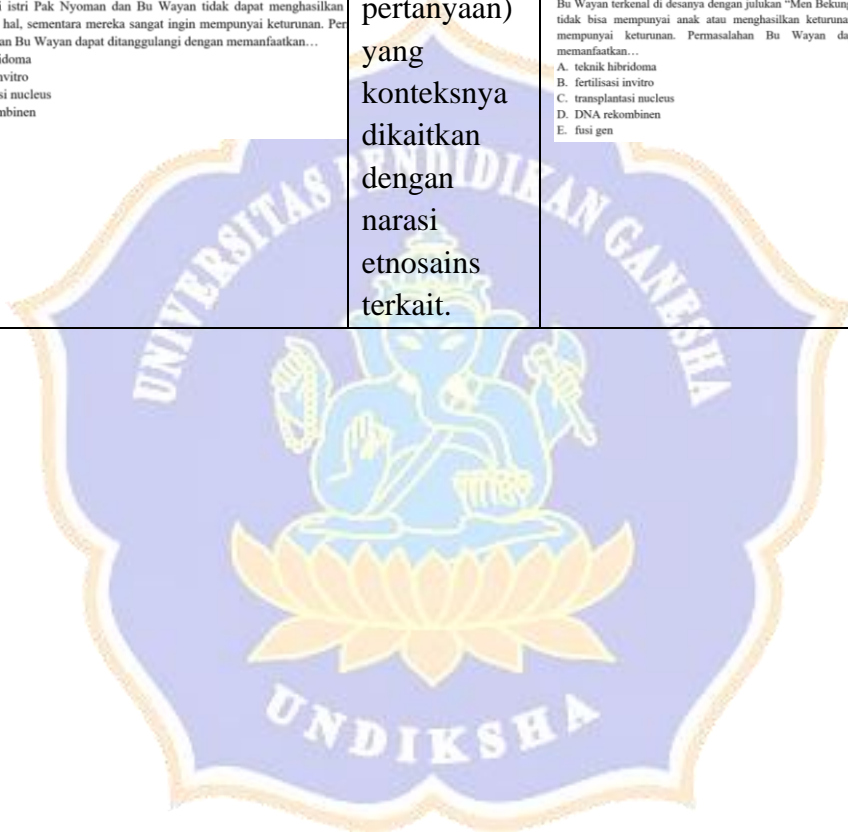 i istri Pak Nyoman dan Bu Wayan tidak dapat menghasilkan
hal, sementara mereka sangat ingin mempunyai keturunan. Per
an Bu Wayan dapat ditanggulangi dengan memanfaatkan…
idoma
nvitro
si nucleus
mbinen
pertanyaan)
yang
konteksnya
dikaitkan
dengan
narasi
etnosains
terkait.
Bu Wayan terkenal di desanya dengan julukan “Men Bekung
tidak bisa mempunyai anak atau menghasilkan keturuna
mempunyai keturunan. Permasalahan Bu Wayan da
memanfaatkan…
A. teknik hibridoma
B. fertilisasi invitro
C. transplantasi nucleus
D. DNA rekombinen
E. fusi gen
UNIVERSITAS PENDIDIKAN GANESHA
UNDIKSHA